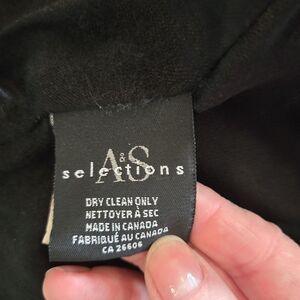 A&S
selections
DRY CLEAN ONLY
NETTOYER À SEC
MADE IN CANADA
FABRIQUÉ AU CANADA
CA 26606